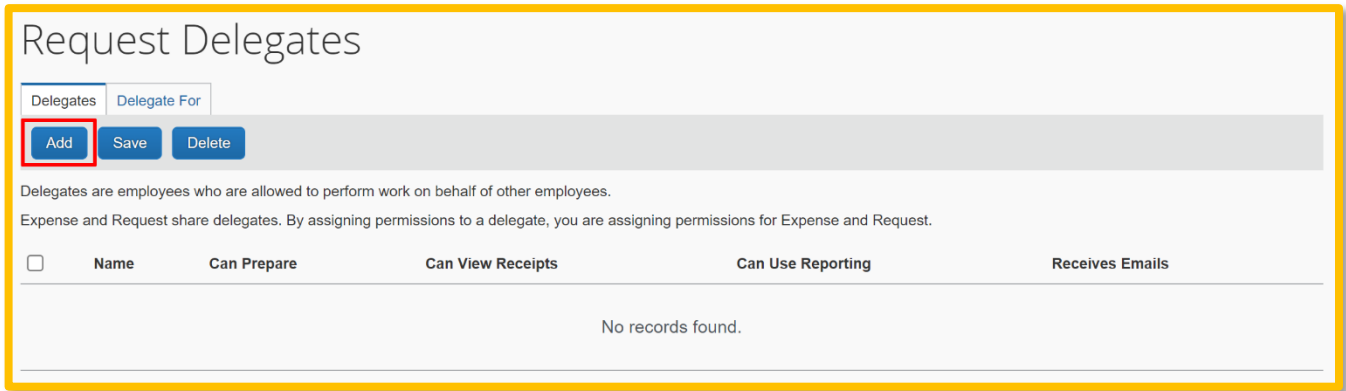 Request Delegates
Delegates Delegate For
Add Save Delete
Delegates are employees who are allowed to perform work on behalf of other employees.
Expense and Request share delegates. By assigning permissions to a delegate, you are assigning permissions for Expense and Request.
Name Can Prepare Can View Receipts Can Use Reporting Receives Emails
No records found.